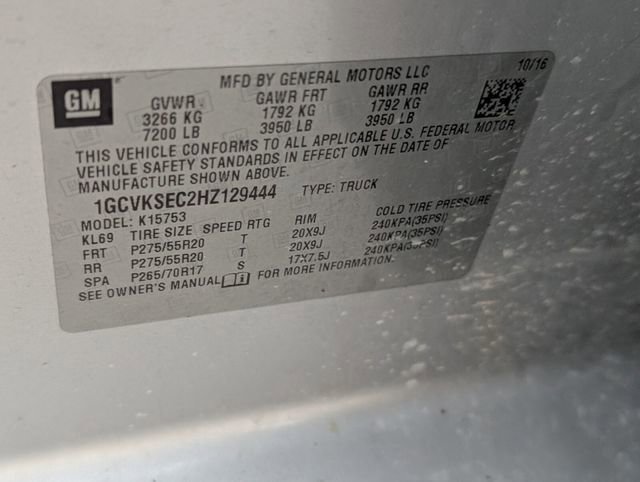 GM
MFD BY GENERAL MOTORS LLC 10/16
GVWR GAWR FRT GAWR RR
3266 KG 1792 KG 1792 KG
7200 LB 3950 LB 3950 LB
THIS VEHICLE CONFORMS TO ALL APPLICABLE U.S. FEDERAL MOTOR
VEHICLE SAFETY STANDARDS IN EFFECT ON THE DATE OF
MANUFACTURE SHOWN ABOVE.
1GCVKSEC2HZ129444 TYPE: TRUCK
MODEL: K15753
KL69 TIRE SIZE SPEED RTG RIM COLD TIRE PRESSURE
FRT P275/55R20 T 20X9J 240KPA(35PSI)
RR P275/55R20 T 20X9J 240KPA(35PSI)
SPA P265/70R17 S 17X7.5J 240KPA(35PSI)
SEE OWNER'S MANUAL FOR MORE INFORMATION.